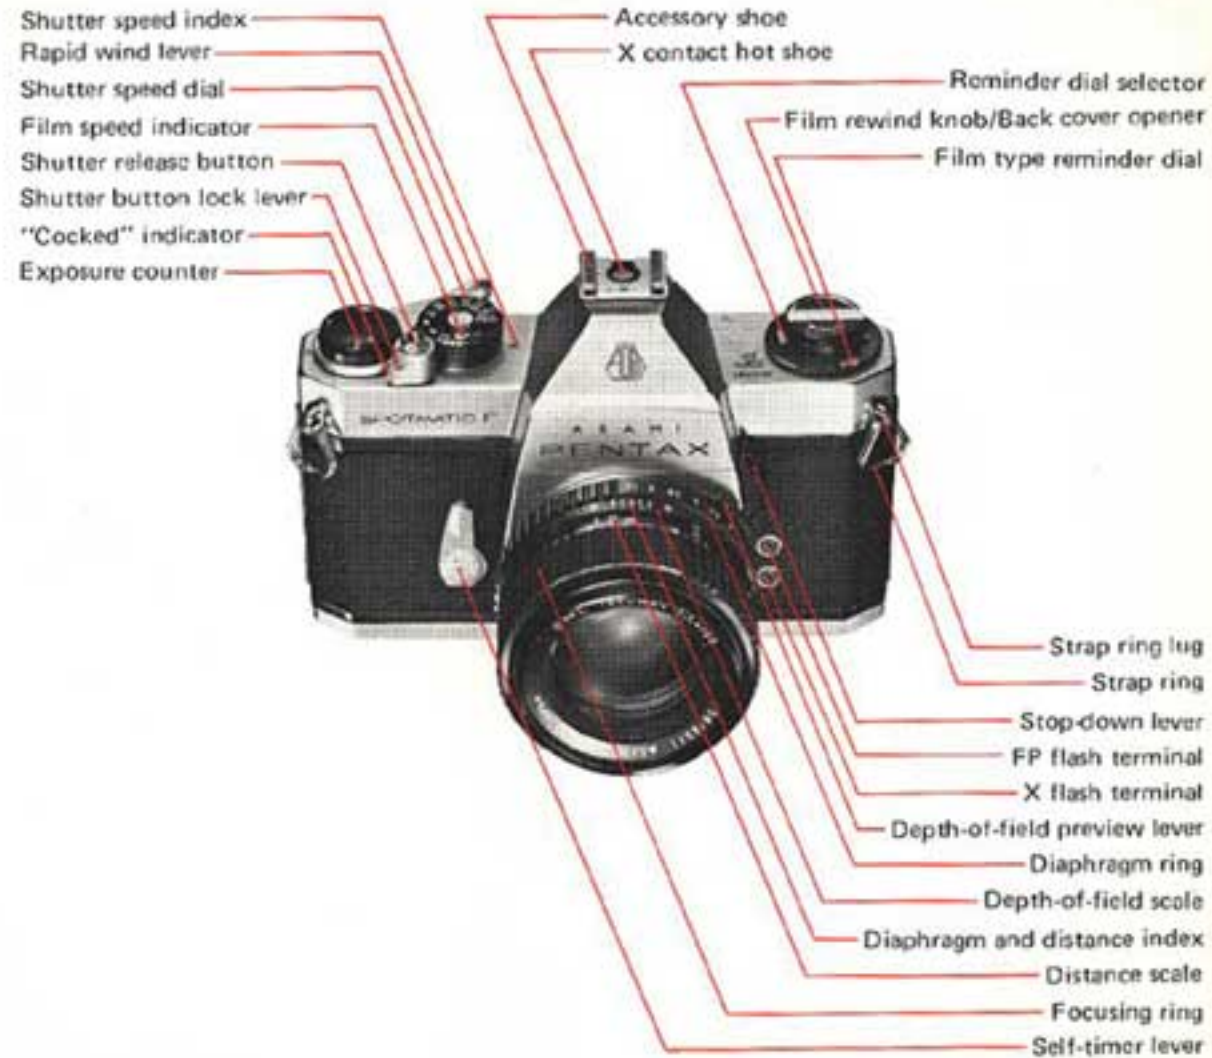 Shutter speed index
Rapid wind lever
Shutter speed dial
Film speed indicator
Shutter release button
Shutter button lock lever
"Cocked" indicator
Exposure counter
Accessory shoe
X contact hot shoe
Reminder dial selector
Film rewind knob/Back cover opener
Film type reminder dial
SPOTMATIC F
ASAHI
PENTAX
Strap ring lug
Strap ring
Stop-down lever
FP flash terminal
X flash terminal
Depth-of-field preview lever
Diaphragm ring
Depth-of-field scale
Diaphragm and distance index
Distance scale
Focusing ring
Self-timer lever